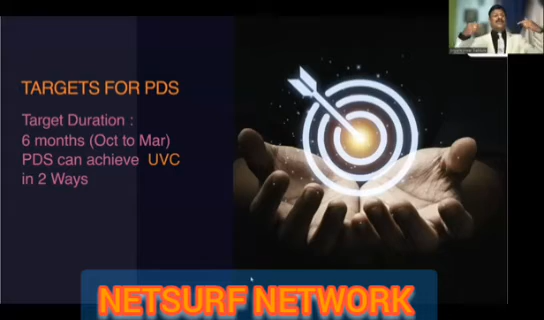 TARGETS FOR PDS
Target Duration :
6 months (Oct to Mar)
PDS can achieve UVC
in 2 Ways
NETSURF NETWORK